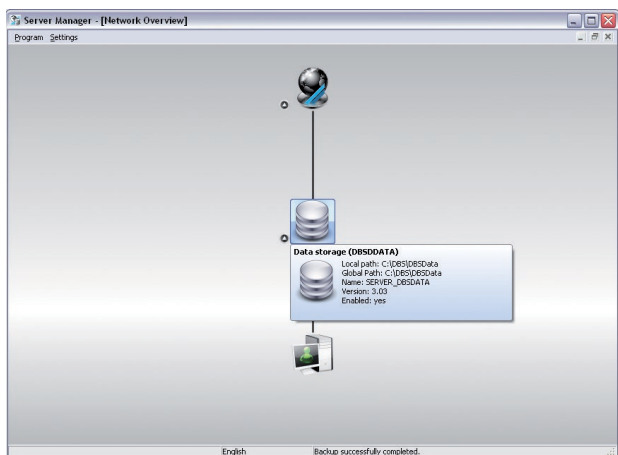 Server Manager - [Network Overview]
Program Settings
Data storage (DBSDDATA)
Local path: C:\DBS\DBSData
Global Path: C:\DBS\DBSData
Name: SERVER_DBSDATA
Version: 3.03
Enabled: yes
English Backup successfully completed.